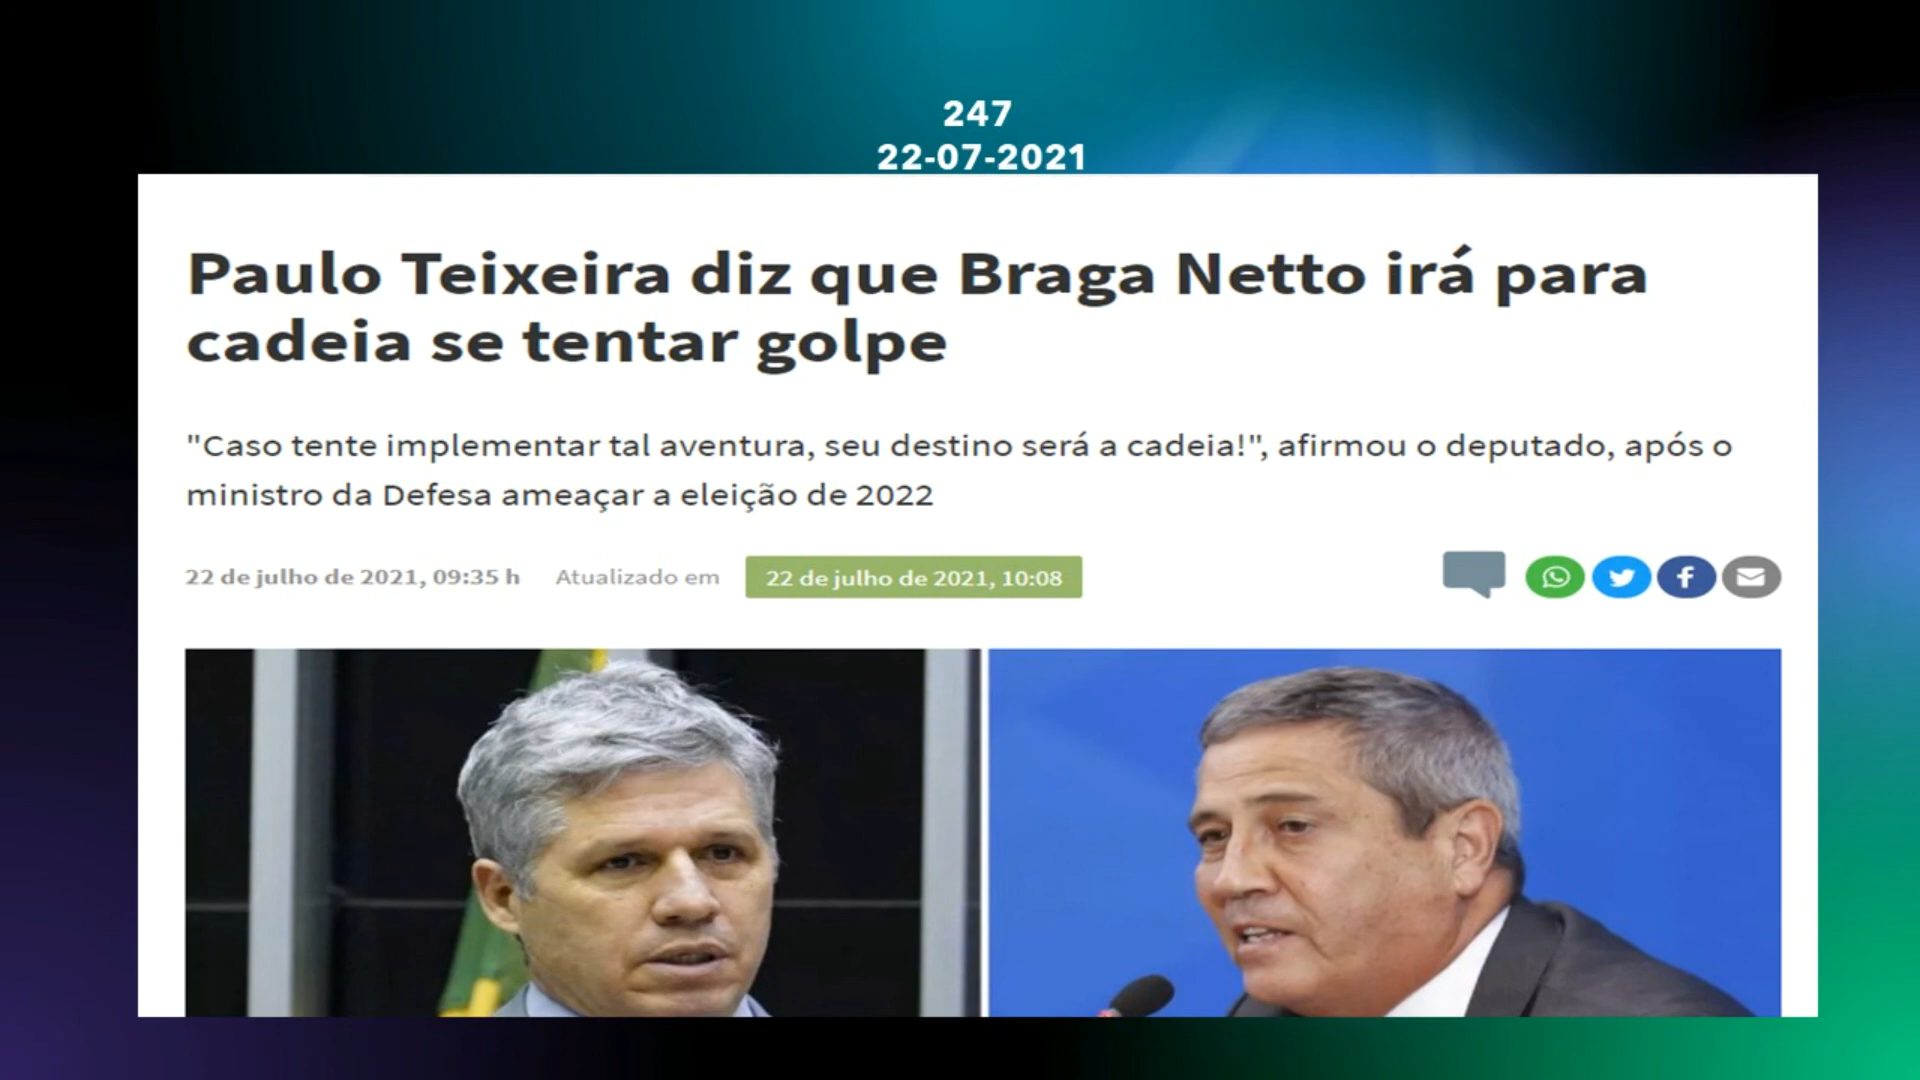 247
22-07-2021
Paulo Teixeira diz que Braga Netto irá para
cadeia se tentar golpe
"Caso tente implementar tal aventura, seu destino será a cadeia!", afirmou o deputado, após o
ministro da Defesa ameaçar a eleição de 2022
22 de julho de 2021, 09:35 h Atualizado em 22 de julho de 2021, 10:08